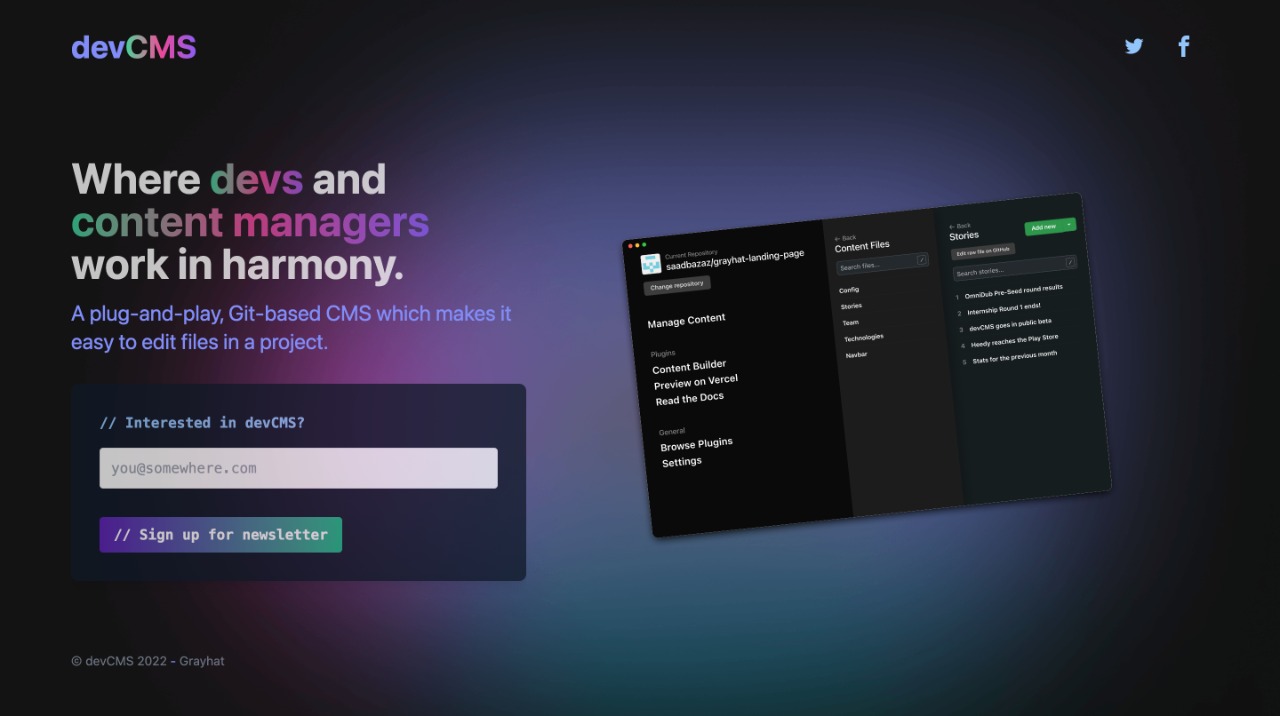 devCMS
Where devs and
content managers
work in harmony.
A plug-and-play, Git-based CMS which makes it
easy to edit files in a project.
// Interested in devCMS?
you@somewhere.com
// Sign up for newsletter
Current Repository
saadbazaz/grayhat-landing-page
Change repository
Manage Content
Plugins
Content Builder
Preview on Vercel
Read the Docs
General
Browse Plugins
Settings
← Back
Content Files
Search files... /
Config
Stories
Team
Technologies
Navbar
← Back
Stories
Add new
Edit raw file on GitHub
Search stories... /
1 OmniDub Pre-Seed round results
2 Internship Round 1 ends!
3 devCMS goes in public beta
4 Heedy reaches the Play Store
5 Stats for the previous month
© devCMS 2022 - Grayhat